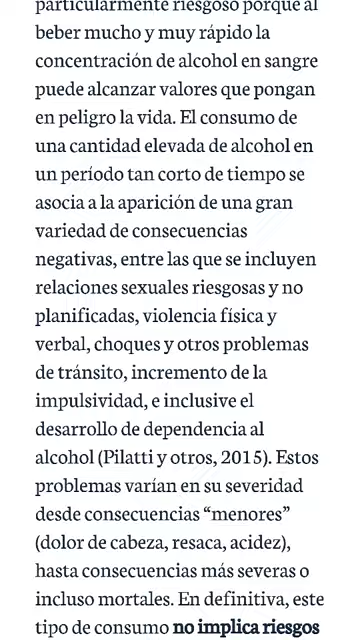 particularmente riesgoso porque al
beber mucho y muy rápido la
concentración de alcohol en sangre
puede alcanzar valores que pongan
en peligro la vida. El consumo de
una cantidad elevada de alcohol en
un período tan corto de tiempo se
asocia a la aparición de una gran
variedad de consecuencias
negativas, entre las que se incluyen
relaciones sexuales riesgosas y no
planificadas, violencia física y
verbal, choques y otros problemas
de tránsito, incremento de la
impulsividad, e inclusive el
desarrollo de dependencia al
alcohol (Pilatti y otros, 2015). Estos
problemas varían en su severidad
desde consecuencias “menores”
(dolor de cabeza, resaca, acidez),
hasta consecuencias más severas o
incluso mortales. En definitiva, este
tipo de consumo no implica riesgos